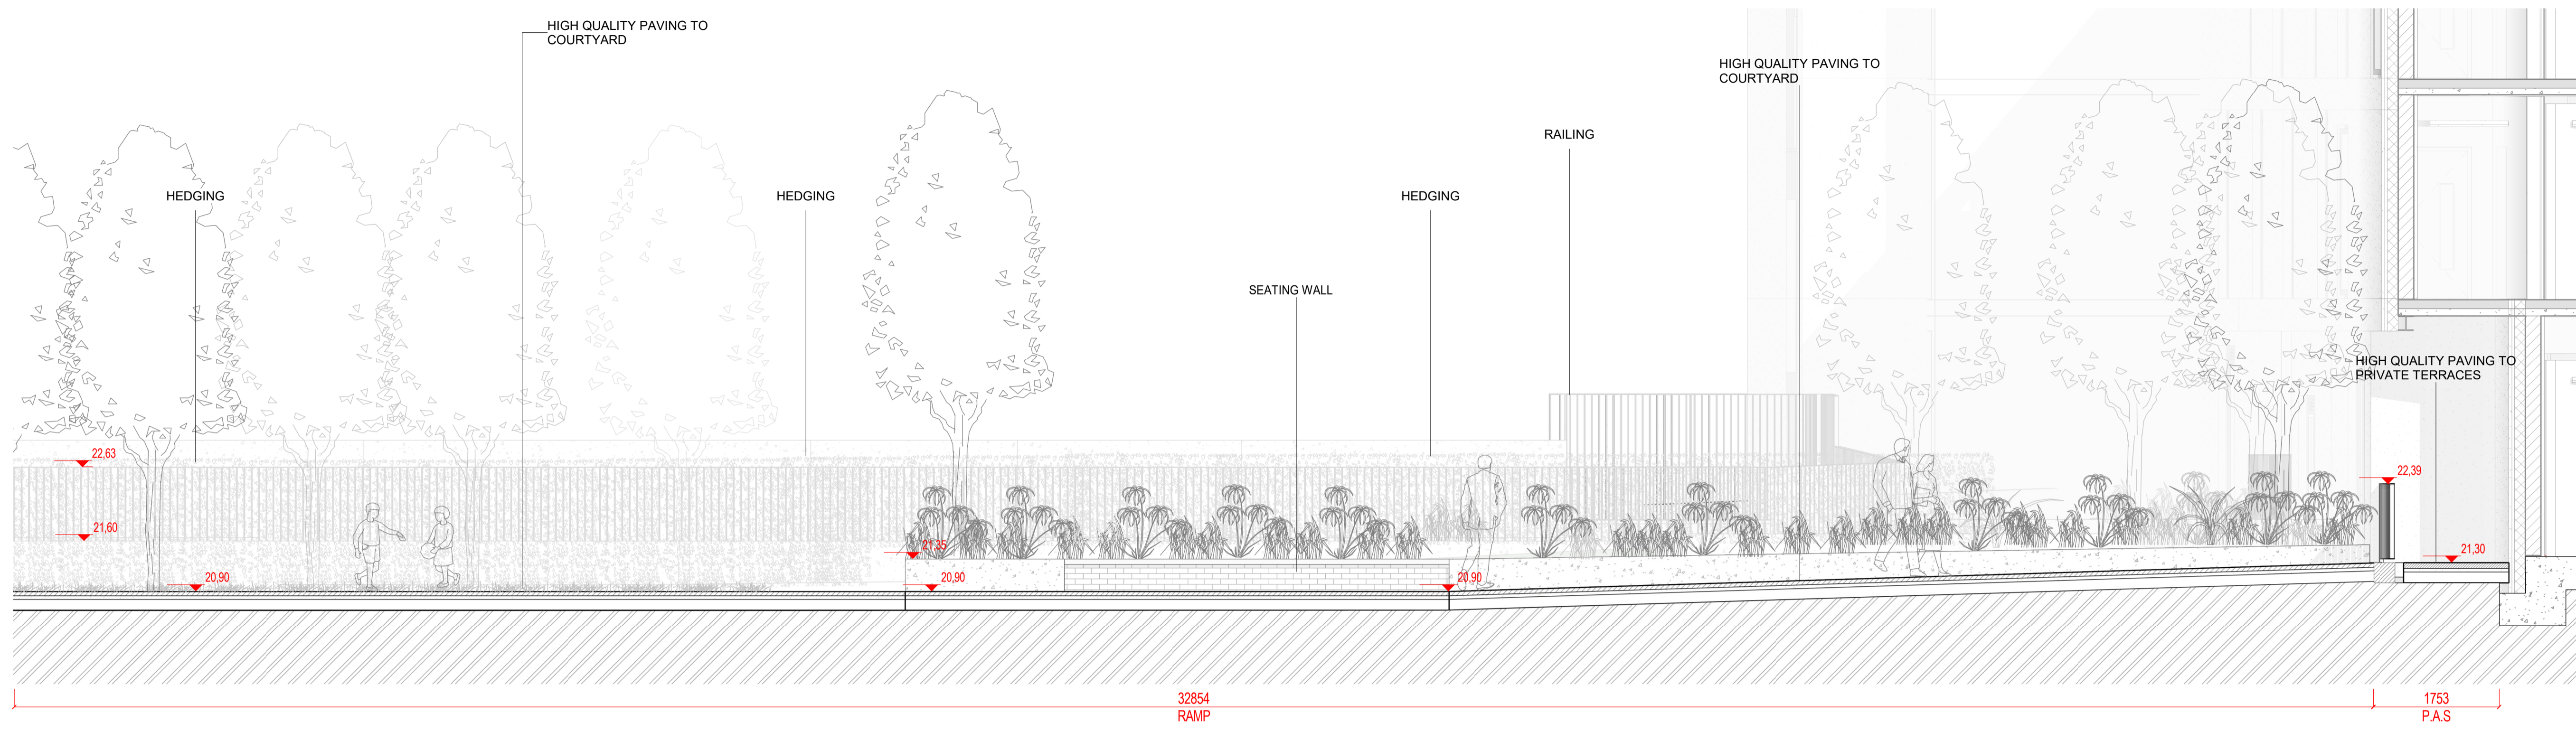 HIGH QUALITY PAVING TO
COURTYARD
HIGH QUALITY PAVING TO
COURTYARD
RAILING
HEDGING
HEDGING
HEDGING
SEATING WALL
HIGH QUALITY PAVING TO
PRIVATE TERRACES
22,63
22,39
21,60
21,35
21,30
20,90
20,90
20,90
32854
RAMP
1753
P.A.S